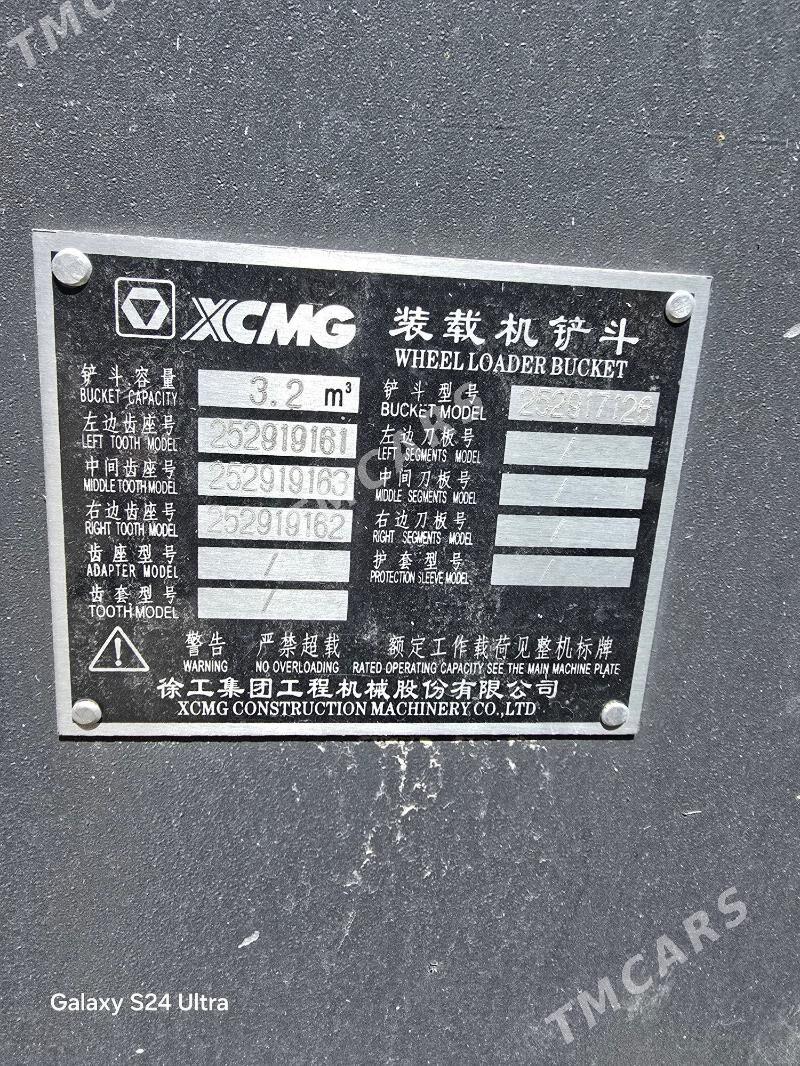 TMCARS
XCMG
装载机铲斗
WHEEL LOADER BUCKET
铲斗容量 3.2 m³
BUCKET CAPACITY
铲斗型号 252917126
BUCKET MODEL
左边齿座号 252919161
LEFT TOOTH MODEL
左边刀板号 /
LEFT SEGMENTS MODEL
中间齿座号 252919163
MIDDLE TOOTH MODEL
中间刀板号 /
MIDDLE SEGMENTS MODEL
右边齿座号 252919162
RIGHT TOOTH MODEL
右边刀板号 /
RIGHT SEGMENTS MODEL
齿座型号 /
ADAPTER MODEL
护套型号 /
PROTECTION SLEEVE MODEL
齿套型号 /
TOOTH MODEL
警告 严禁超载 额定工作载荷见整机标牌
WARNING NO OVERLOADING RATED OPERATING CAPACITY SEE THE MAIN MACHINE PLATE
徐工集团工程机械股份有限公司
XCMG CONSTRUCTION MACHINERY CO.,LTD
TMCARS
Galaxy S24 Ultra
TMCARS